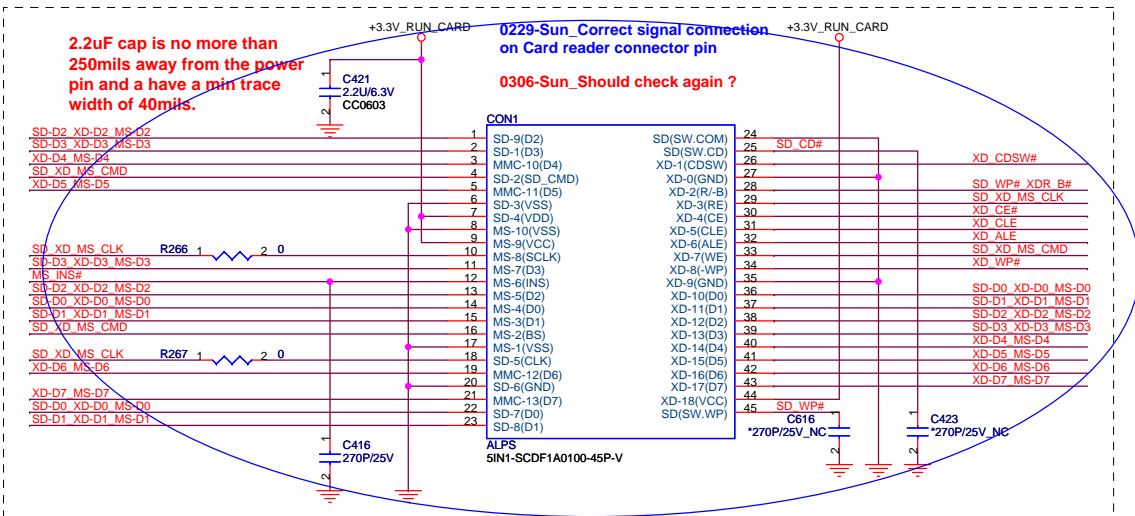 +3.3V_RUN_CARD
+3.3V_RUN_CARD
0229-Sun_Correct signal connection
on Card reader connector pin
0306-Sun_Should check again ?
2.2uF cap is no more than
250mils away from the power
pin and a have a min trace
width of 40mils.
1
C421
2.2U/6.3V
CC0603
2
CON1
SD-D2_XD-D2_MS-D2 1 SD-9(D2)
SD-D3_XD-D3_MS-D3 2 SD-1(D3)
XD-D4_MS-D4 3 MMC-10(D4)
SD_XD_MS_CMD 4 SD-2(SD_CMD)
XD-D5_MS-D5 5 MMC-11(D5)
6 SD-3(VSS)
7 SD-4(VDD)
8 MS-10(VSS)
9 MS-9(VCC)
SD_XD_MS_CLK R266 1 2 0 10 MS-8(SCLK)
SD-D3_XD-D3_MS-D3 11 MS-7(D3)
MS_INS# 12 MS-6(INS)
SD-D2_XD-D2_MS-D2 13 MS-5(D2)
SD-D0_XD-D0_MS-D0 14 MS-4(D0)
SD-D1_XD-D1_MS-D1 15 MS-3(D1)
SD_XD_MS_CMD 16 MS-2(BS)
17 MS-1(VSS)
SD_XD_MS_CLK R267 1 2 0 18 SD-5(CLK)
XD-D6_MS-D6 19 MMC-12(D6)
20 SD-6(GND)
XD-D7_MS-D7 21 MMC-13(D7)
SD-D0_XD-D0_MS-D0 22 SD-7(D0)
SD-D1_XD-D1_MS-D1 23 SD-8(D1)
SD(SW.COM) 24
SD(SW.CD) 25 SD_CD#
XD-1(CDSW) 26 XD_CDSW#
XD-0(GND) 27
XD-2(R/-B) 28 SD_WP#_XDR_B#
XD-3(RE) 29 SD_XD_MS_CLK
XD-4(CE) 30 XD_CE#
XD-5(CLE) 31 XD_CLE
XD-6(ALE) 32 XD_ALE
XD-7(WE) 33 SD_XD_MS_CMD
XD-8(-WP) 34 XD_WP#
XD-9(GND) 35
XD-10(D0) 36 SD-D0_XD-D0_MS-D0
XD-11(D1) 37 SD-D1_XD-D1_MS-D1
XD-12(D2) 38 SD-D2_XD-D2_MS-D2
XD-13(D3) 39 SD-D3_XD-D3_MS-D3
XD-14(D4) 40 XD-D4_MS-D4
XD-15(D5) 41 XD-D5_MS-D5
XD-16(D6) 42 XD-D6_MS-D6
XD-17(D7) 43 XD-D7_MS-D7
XD-18(VCC) 44
SD(SW.WP) 45 SD_WP#
ALPS
5IN1-SCDF1A0100-45P-V
1
C416
270P/25V
2
1
C616
*270P/25V_NC
2
1
C423
*270P/25V_NC
2